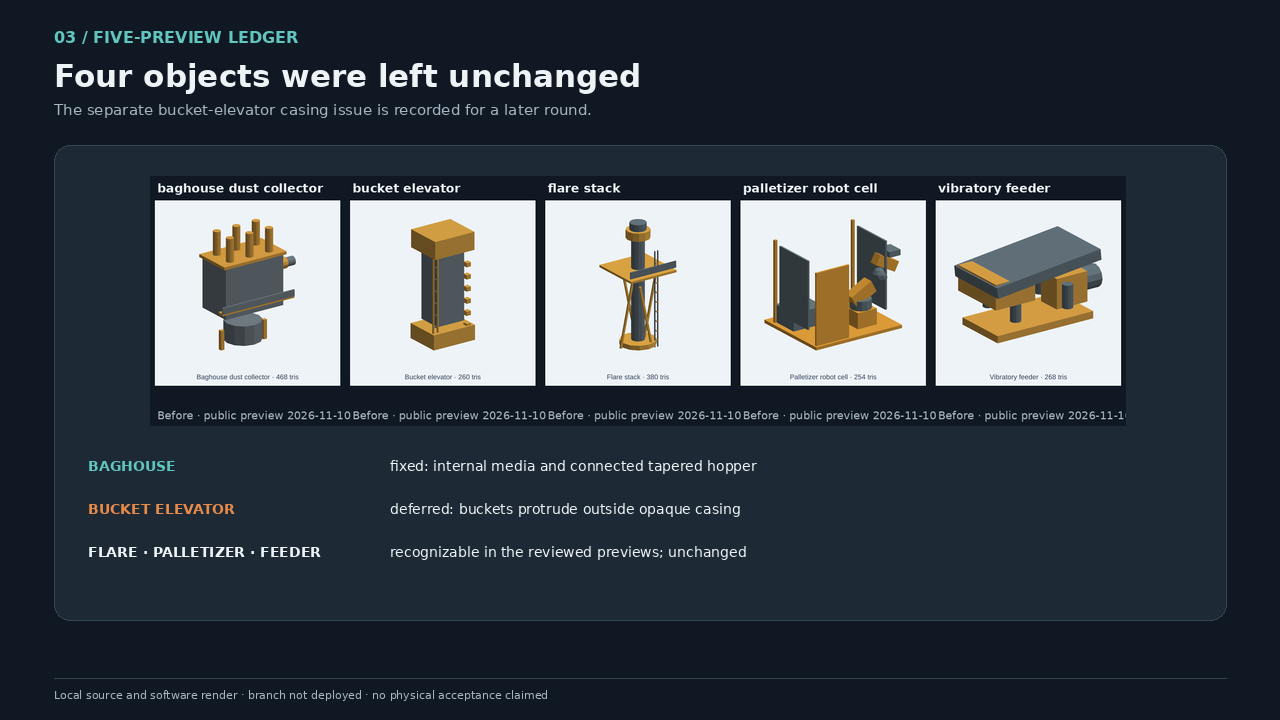 03 / FIVE-PREVIEW LEDGER
Four objects were left unchanged
The separate bucket-elevator casing issue is recorded for a later round.
baghouse dust collector
bucket elevator
flare stack
palletizer robot cell
vibratory feeder
Baghouse dust collector · 468 tris
Bucket elevator · 260 tris
Flare stack · 380 tris
Palletizer robot cell · 254 tris
Vibratory feeder · 268 tris
Before · public preview 2026-11-10
Before · public preview 2026-11-10
Before · public preview 2026-11-10
Before · public preview 2026-11-10
Before · public preview 2026-11-1
BAGHOUSE fixed: internal media and connected tapered hopper
BUCKET ELEVATOR deferred: buckets protrude outside opaque casing
FLARE · PALLETIZER · FEEDER recognizable in the reviewed previews; unchanged
Local source and software render · branch not deployed · no physical acceptance claimed